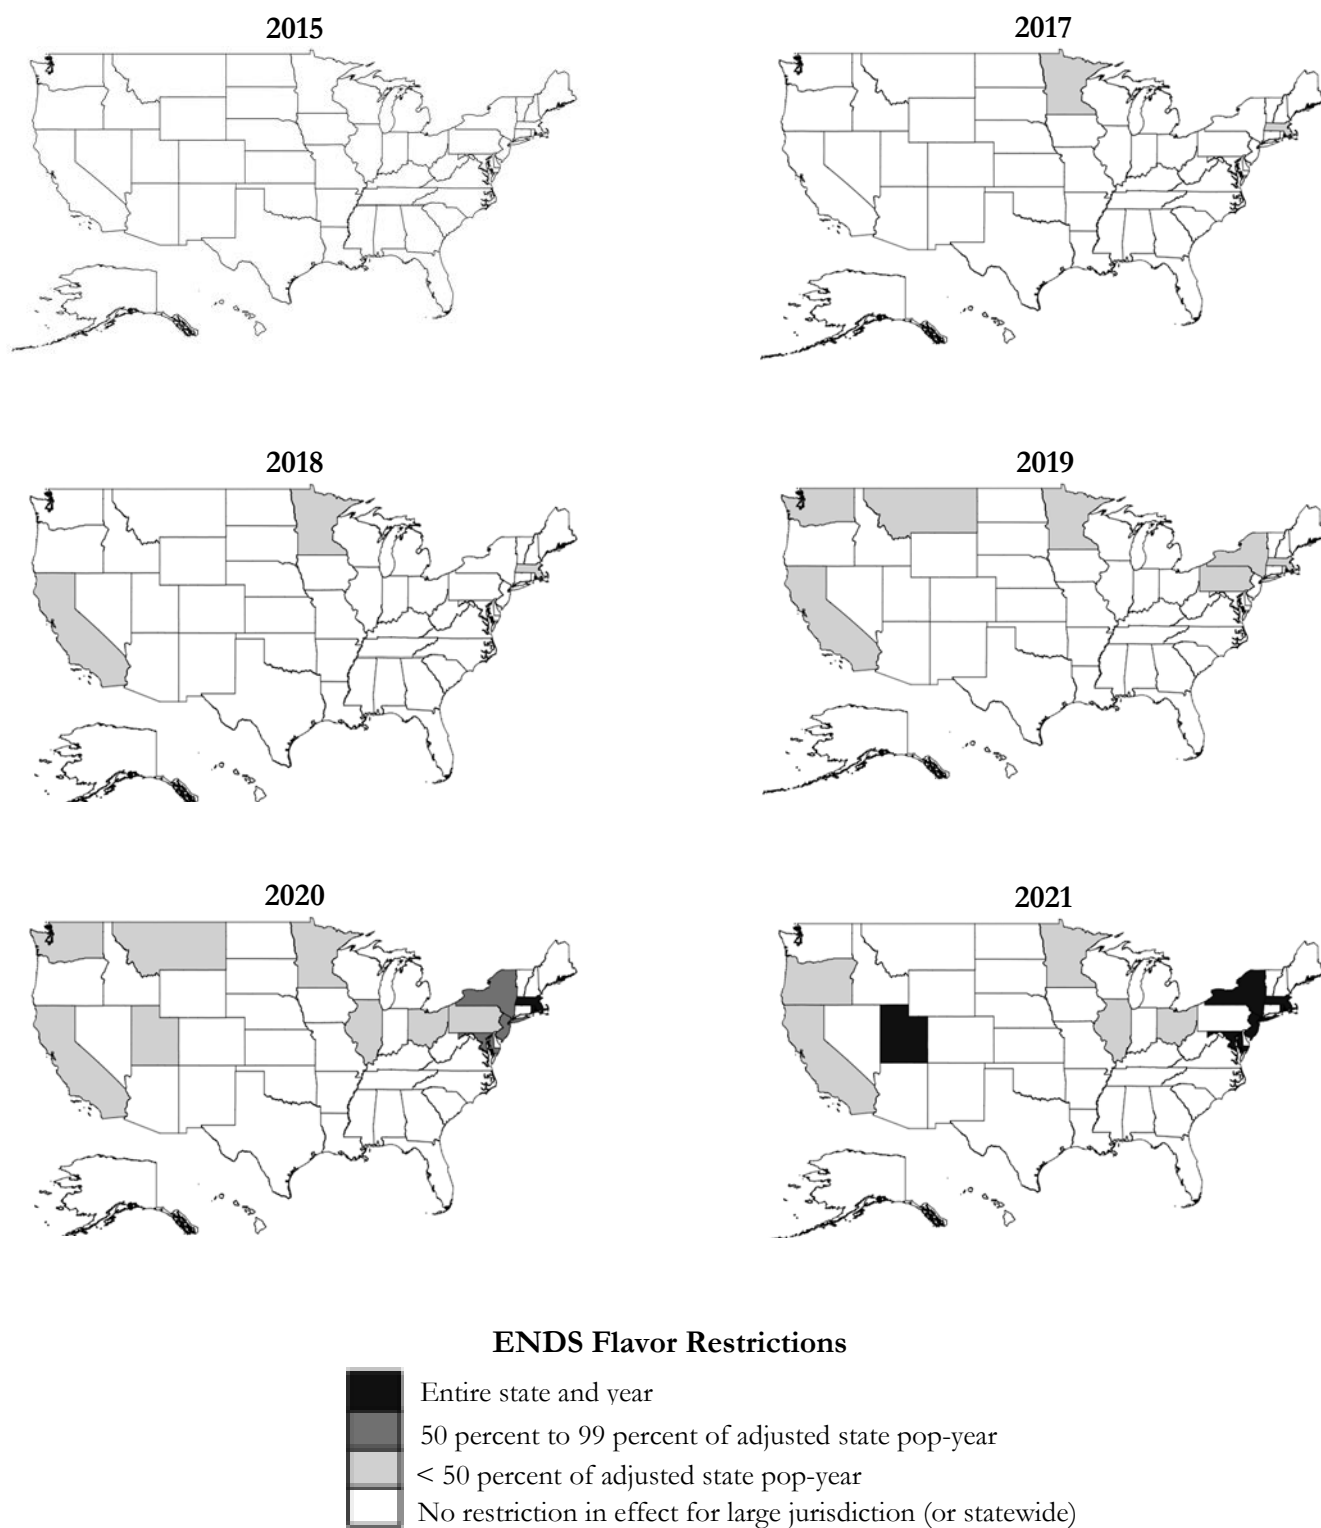 2015
2017
2018
2019
2020
2021
ENDS Flavor Restrictions
Entire state and year
50 percent to 99 percent of adjusted state pop-year
< 50 percent of adjusted state pop-year
No restriction in effect for large jurisdiction (or statewide)